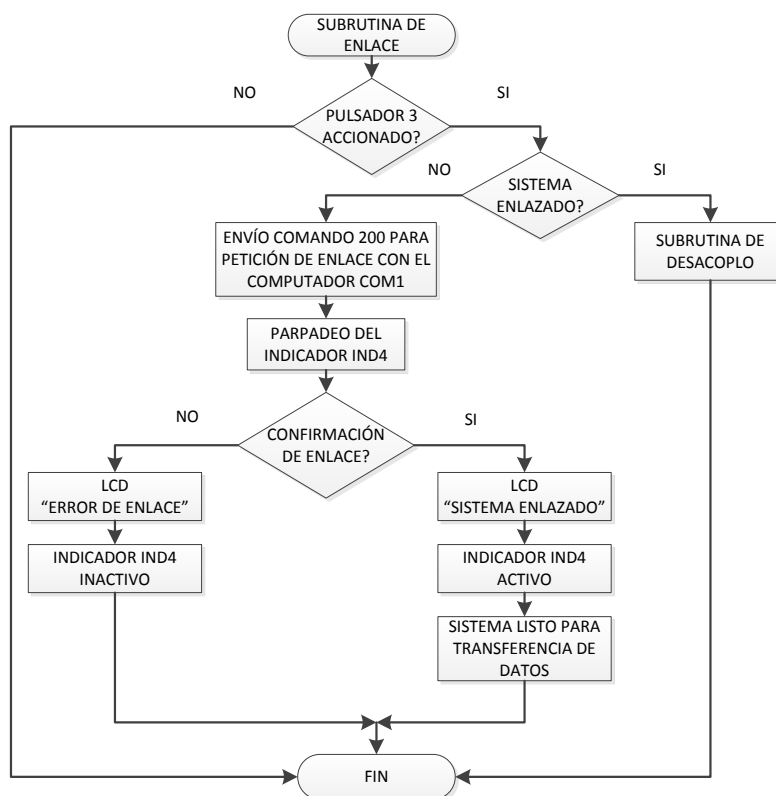 SUBRUTINA DE
ENLACE
NO
SI
PULSADOR 3
ACCIONADO?
NO
SISTEMA
ENLAZADO?
SI
ENVÍO COMANDO 200 PARA
PETICIÓN DE ENLACE CON EL
COMPUTADOR COM1
SUBRUTINA DE
DESACOPLO
PARPADEO DEL
INDICADOR IND4
NO
SI
CONFIRMACIÓN
DE ENLACE?
LCD
“ERROR DE ENLACE”
LCD
“SISTEMA ENLAZADO”
INDICADOR IND4
INACTIVO
INDICADOR IND4
ACTIVO
SISTEMA LISTO PARA
TRANSFERENCIA DE
DATOS
FIN